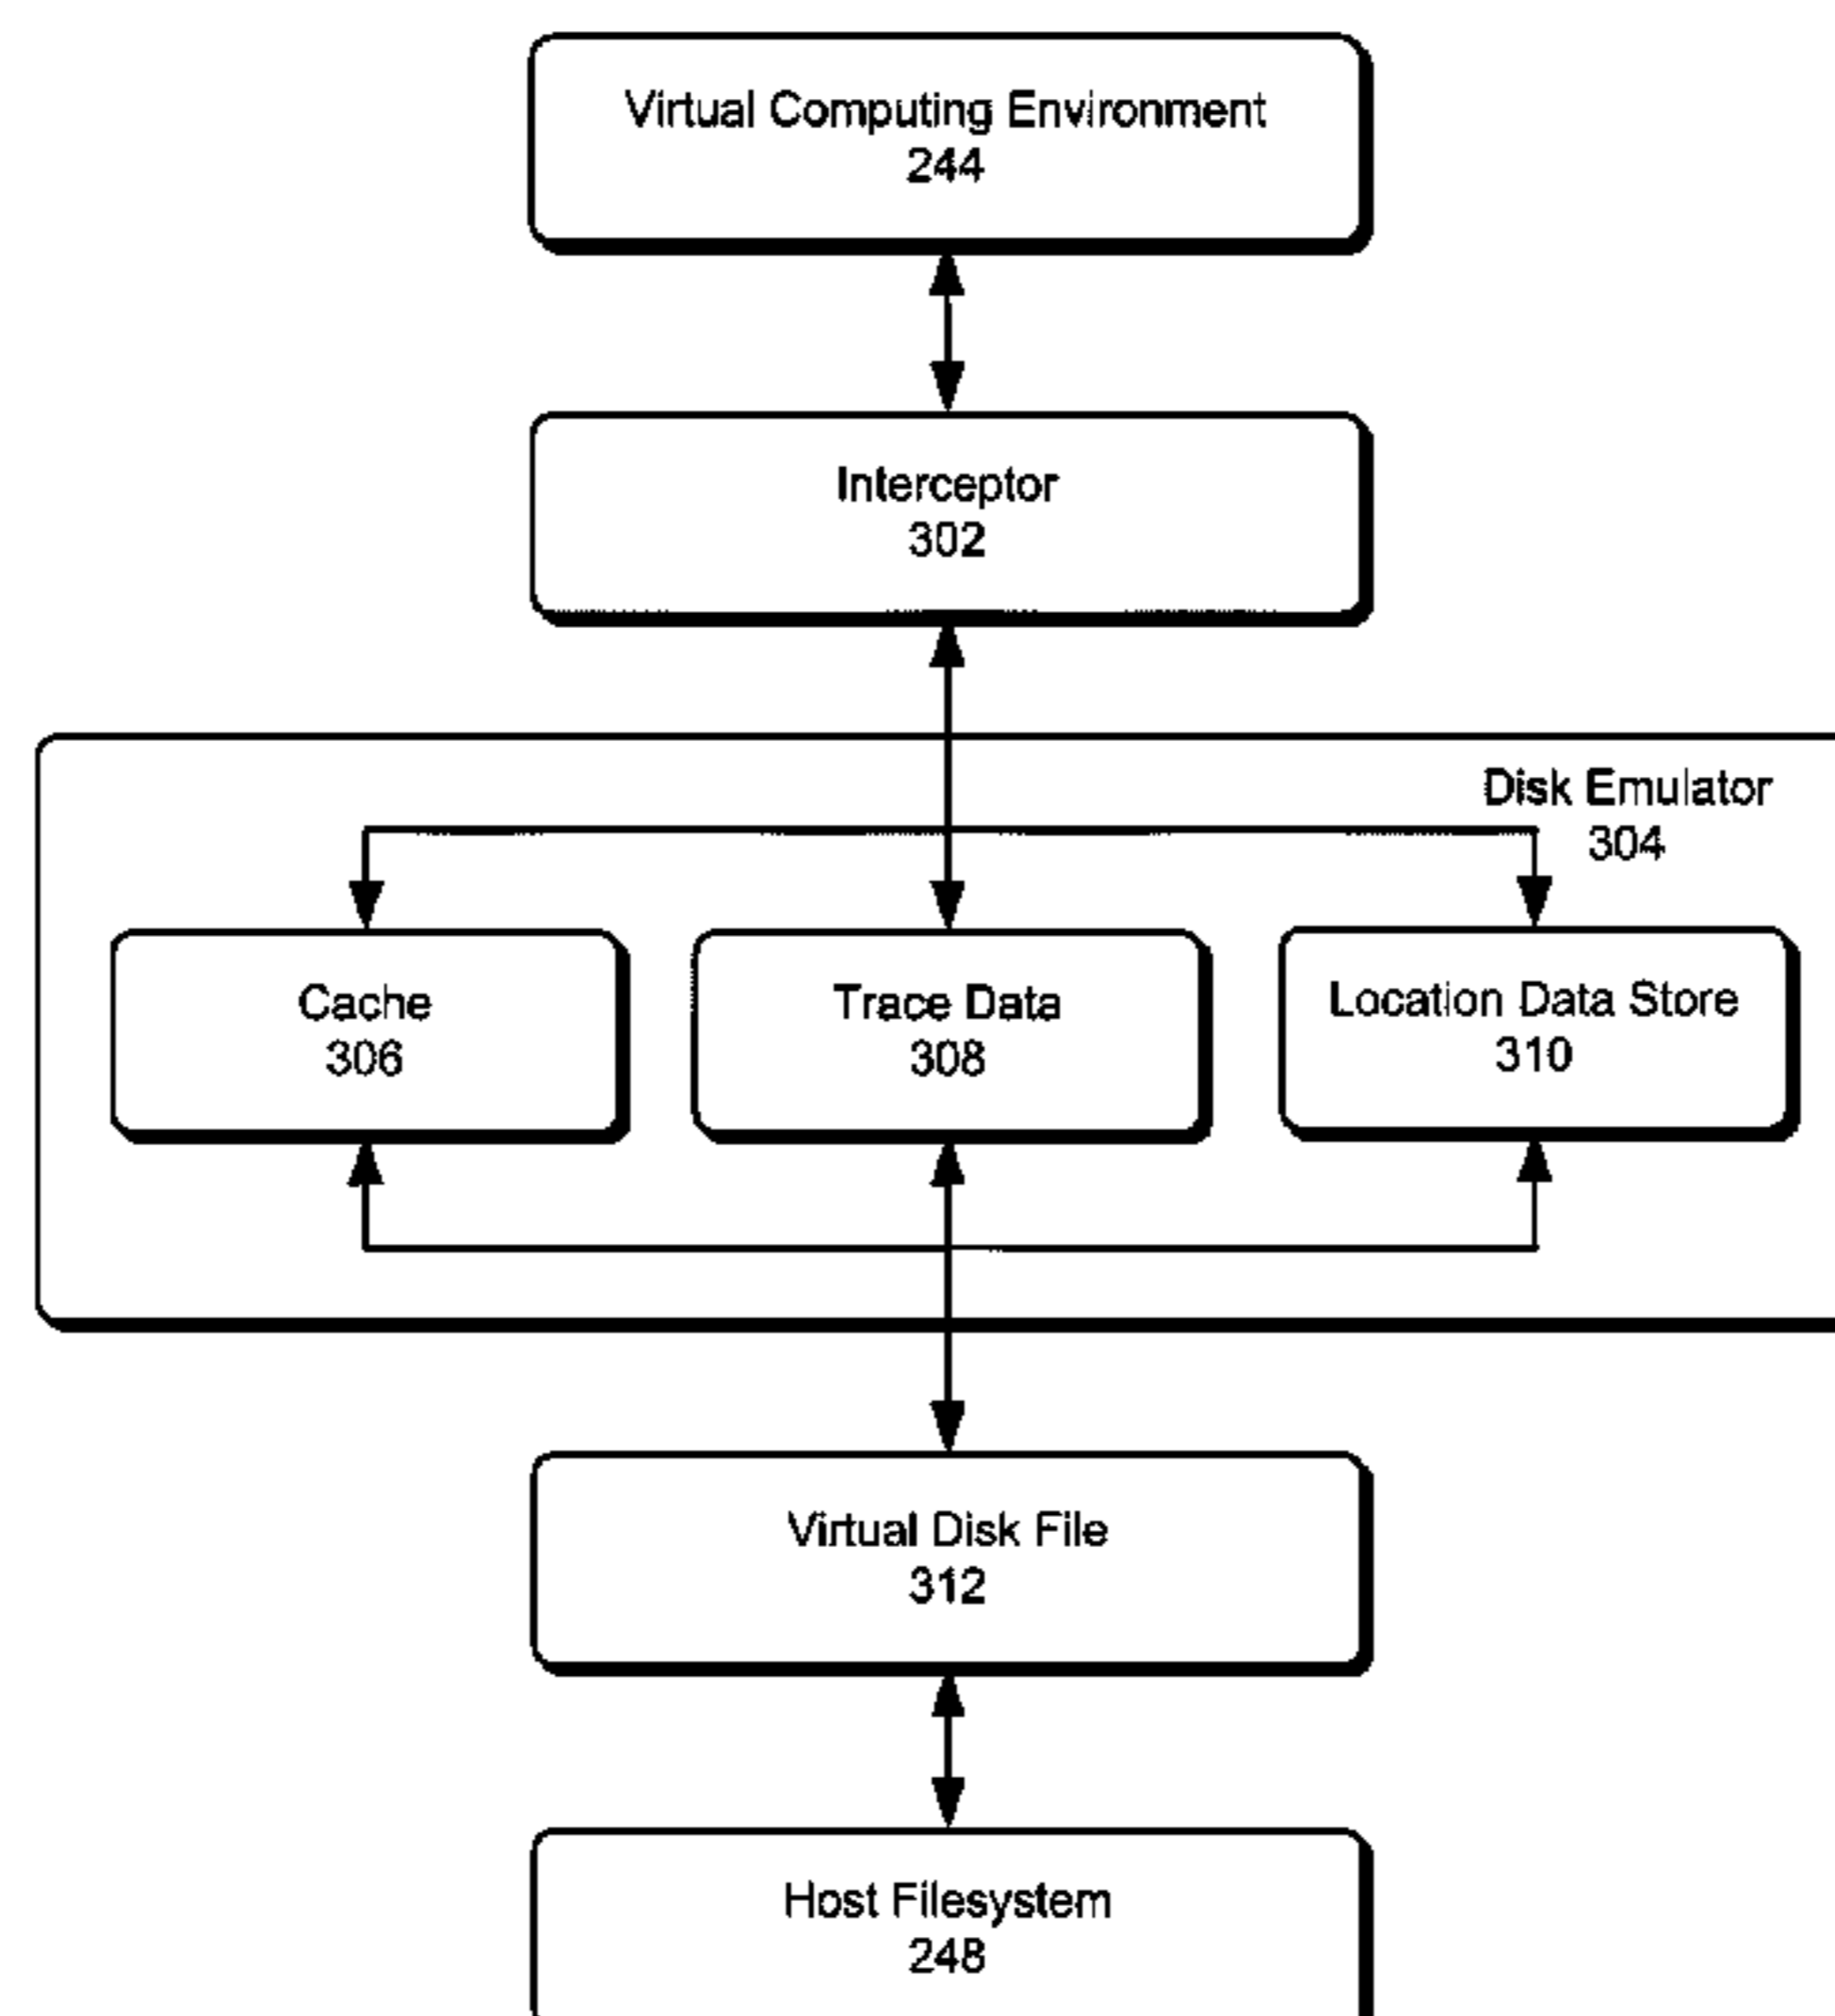 Virtual Computing Environment
244
Interceptor
302
Disk Emulator
304
Cache
306
Trace Data
308
Location Data Store
310
Virtual Disk File
312
Host Filesystem
248